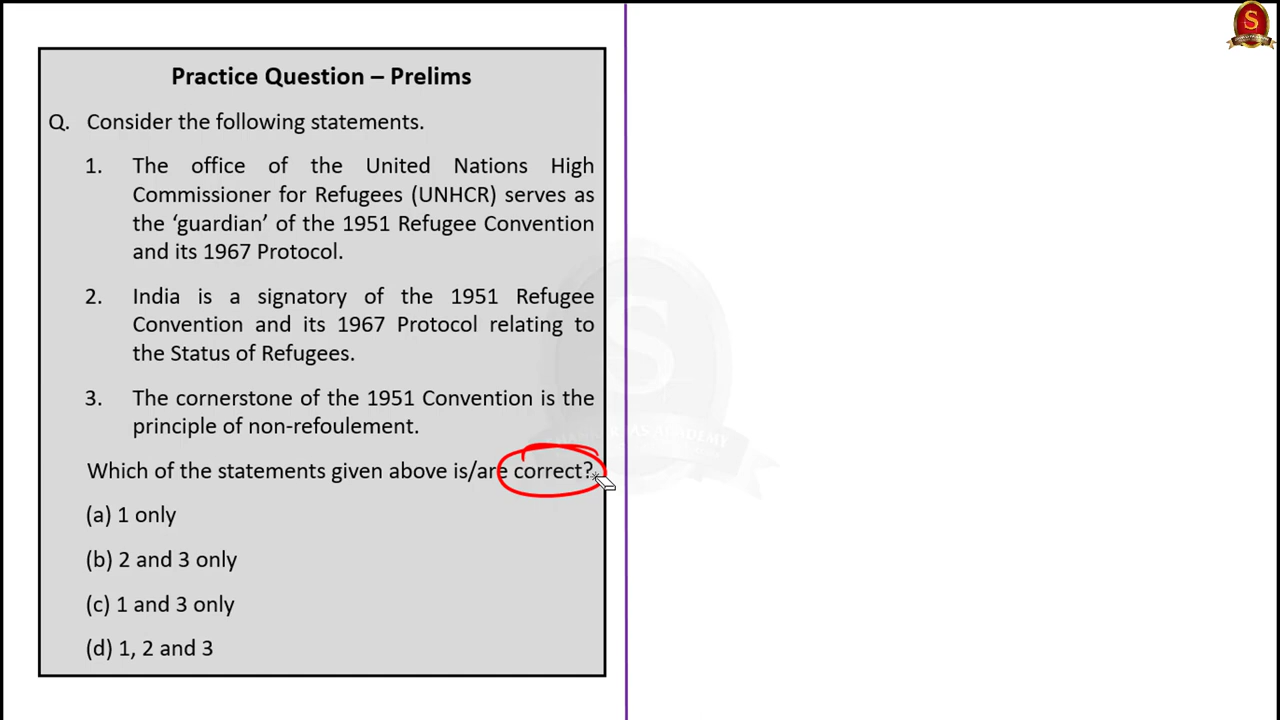 Practice Question – Prelims
Q. Consider the following statements.
1. The office of the United Nations High
Commissioner for Refugees (UNHCR) serves as
the ‘guardian’ of the 1951 Refugee Convention
and its 1967 Protocol.
2. India is a signatory of the 1951 Refugee
Convention and its 1967 Protocol relating to
the Status of Refugees.
3. The cornerstone of the 1951 Convention is the
principle of non-refoulement.
Which of the statements given above is/are correct?
(a) 1 only
(b) 2 and 3 only
(c) 1 and 3 only
(d) 1, 2 and 3
S
S
ACADEMY